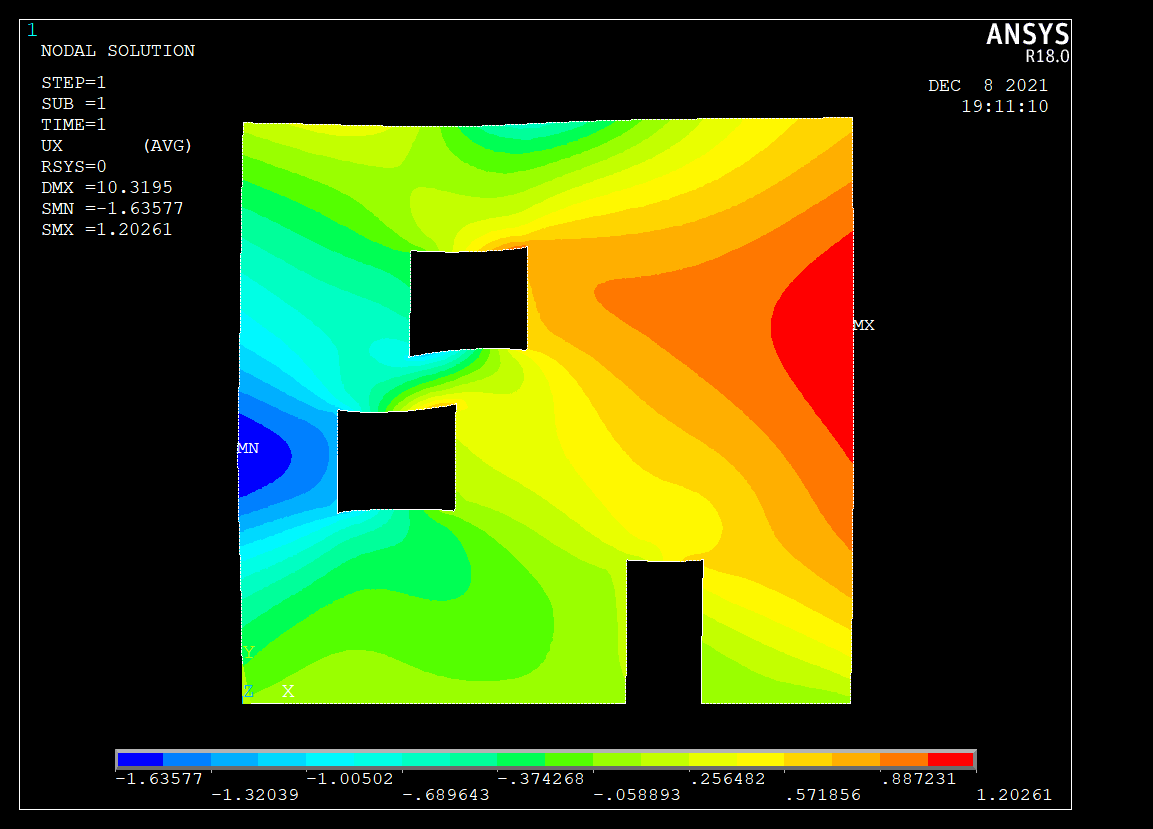 1
ANSYS
R18.0
NODAL SOLUTION
STEP=1
SUB =1
TIME=1
UX (AVG)
RSYS=0
DMX =10.3195
SMN =-1.63577
SMX =1.20261
DEC 8 2021
19:11:10
MX
MN
Y
Z X
-1.63577 -1.00502 -.374268 .256482 .887231
-1.32039 -.689643 -.058893 .571856 1.20261